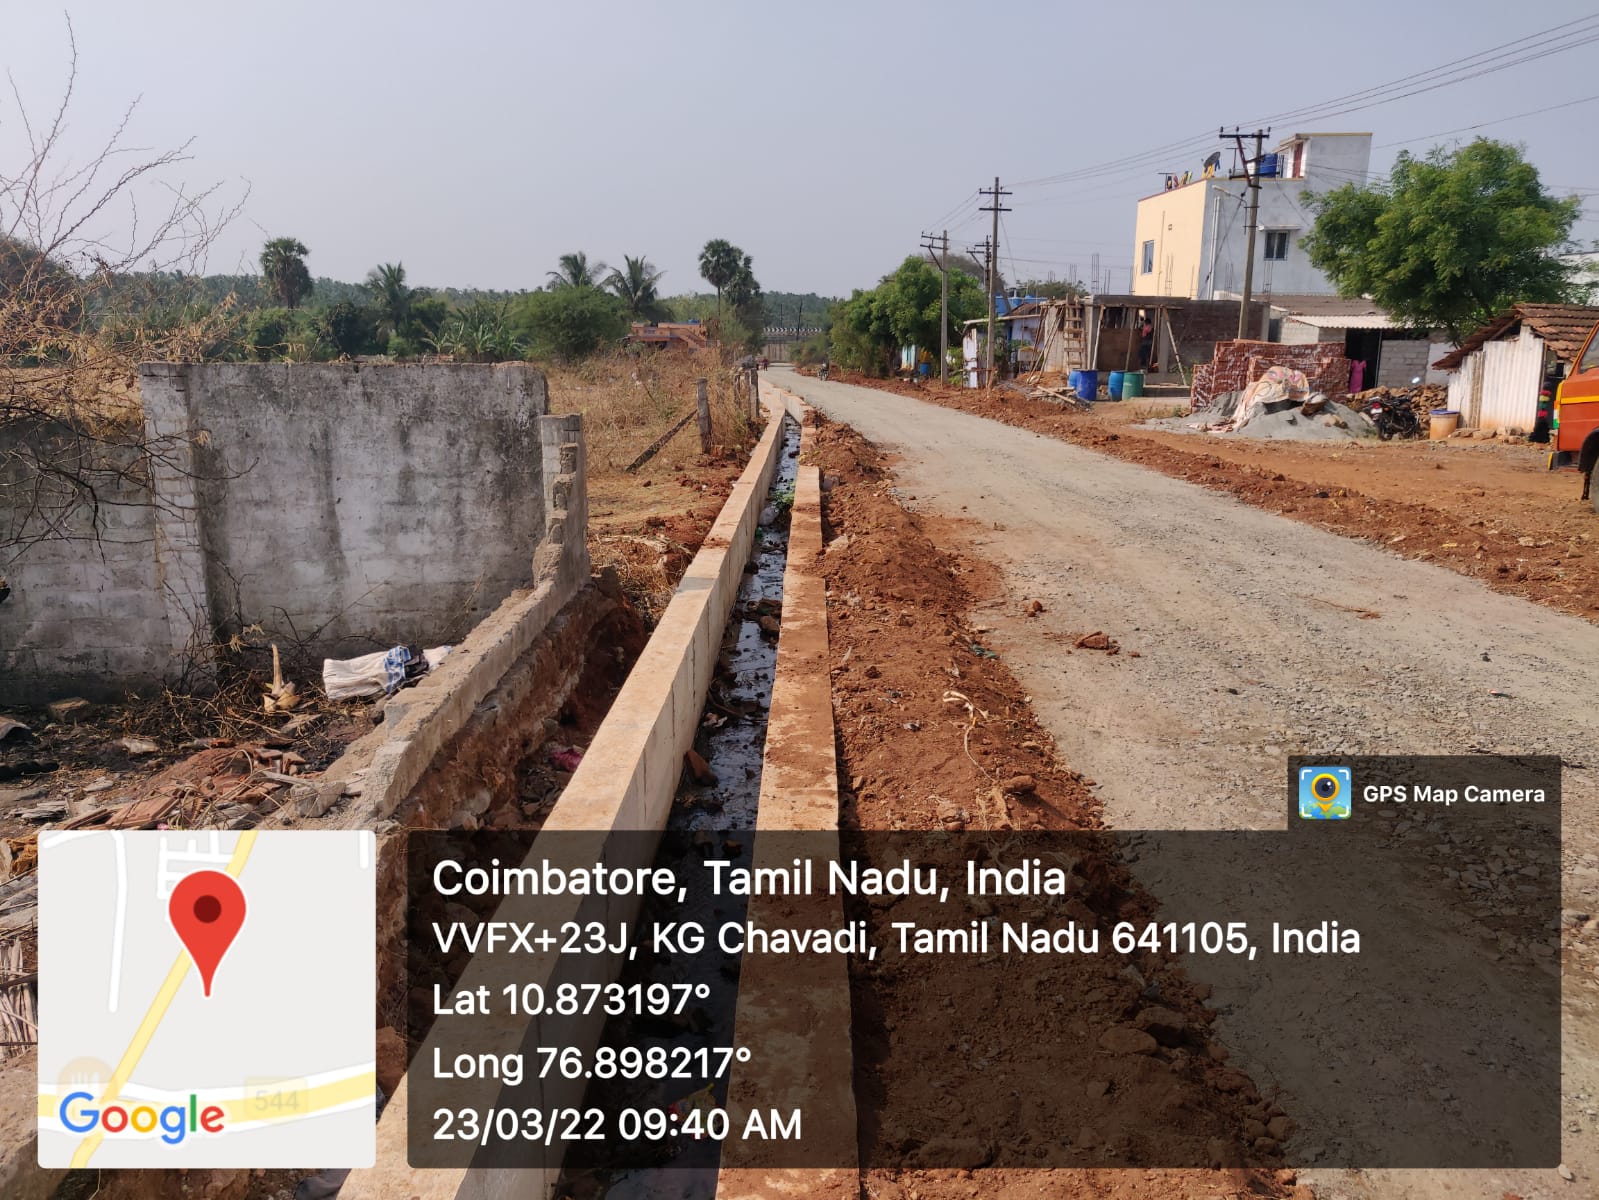 GPS Map Camera
Coimbatore, Tamil Nadu, India
VVFX+23J, KG Chavadi, Tamil Nadu 641105, India
Lat 10.873197°
Long 76.898217°
23/03/22 09:40 AM
544
Google